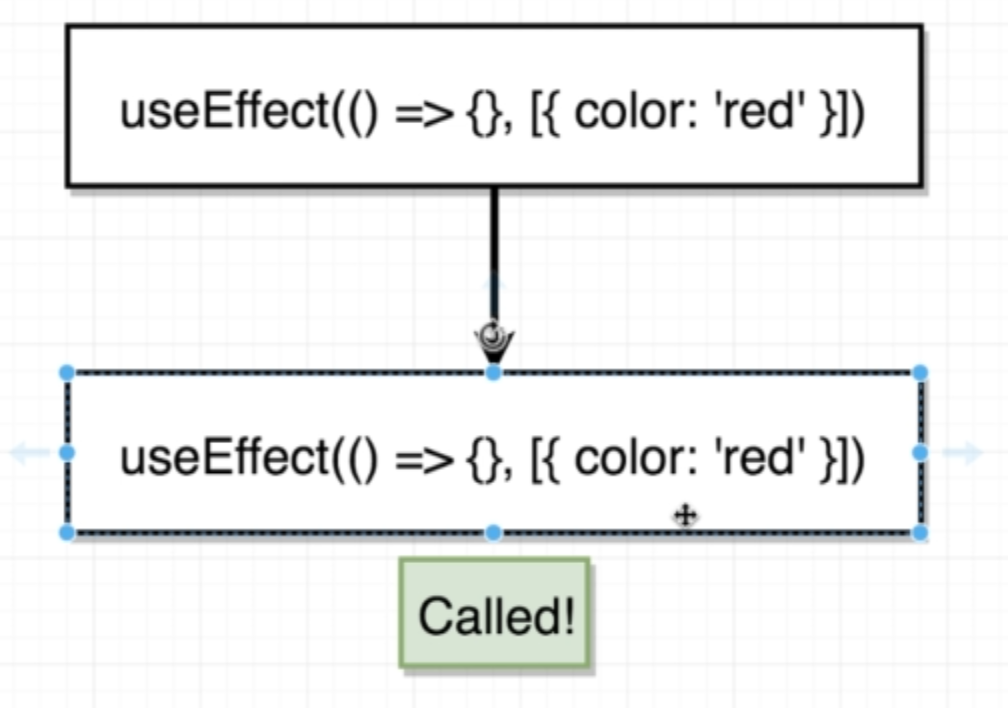 useEffect(() => {}, [{ color: 'red' }])
useEffect(() => {}, [{ color: 'red' }])
Called!